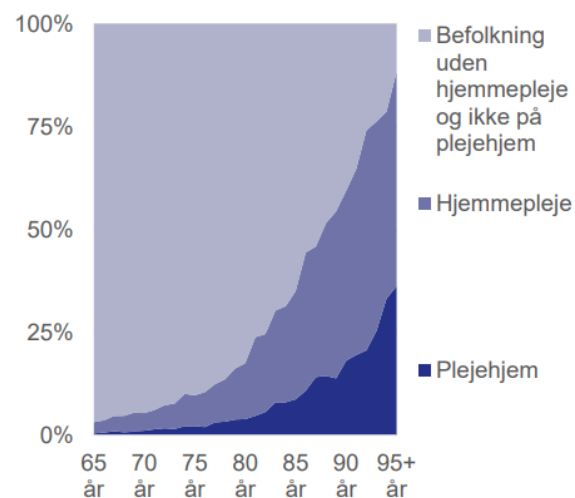 100%
75%
50%
25%
0%
65
år
70
år
75
år
80
år
85
år
90
år
95+
år
Befolkning
uden
hjemmepleje
og ikke på
plejehjem
Hjemmepleje
Plejehjem